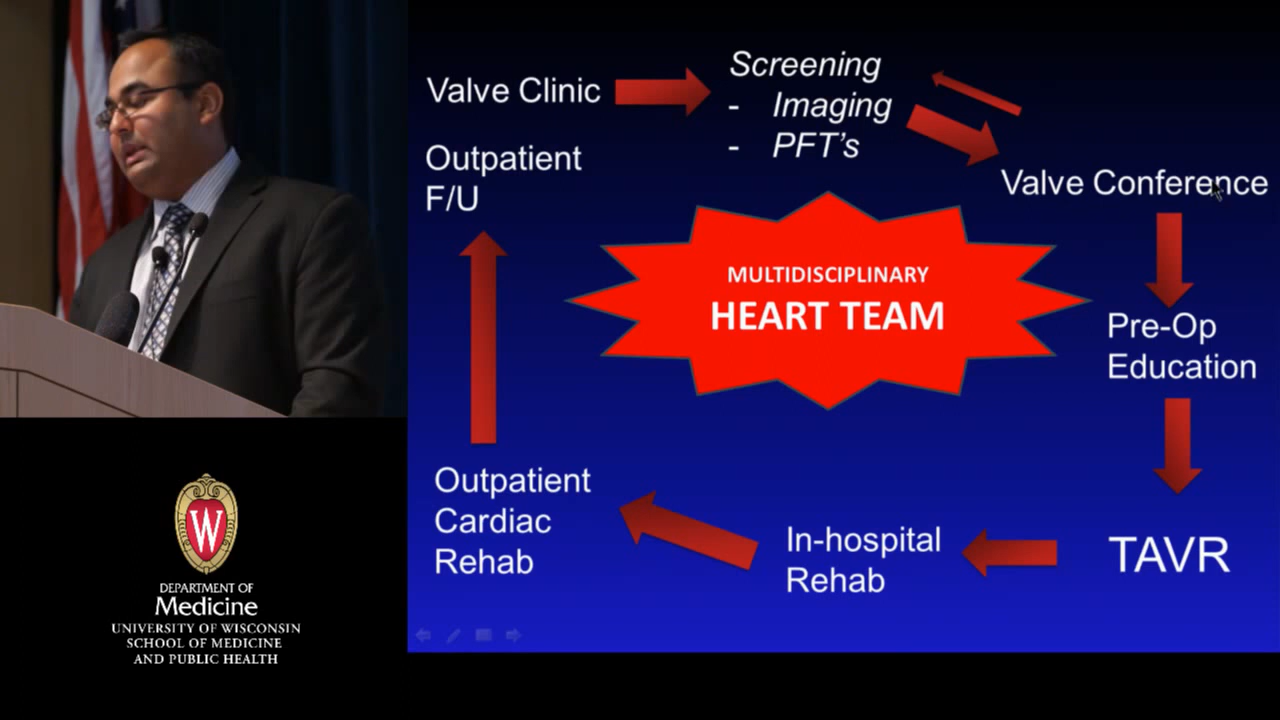 Valve Clinic
Screening
- Imaging
- PFT's
Outpatient
F/U
Valve Conference
MULTIDISCIPLINARY
HEART TEAM
Pre-Op
Education
Outpatient
Cardiac
Rehab
In-hospital
Rehab
TAVR
W
DEPARTMENT OF
Medicine
UNIVERSITY OF WISCONSIN
SCHOOL OF MEDICINE
AND PUBLIC HEALTH